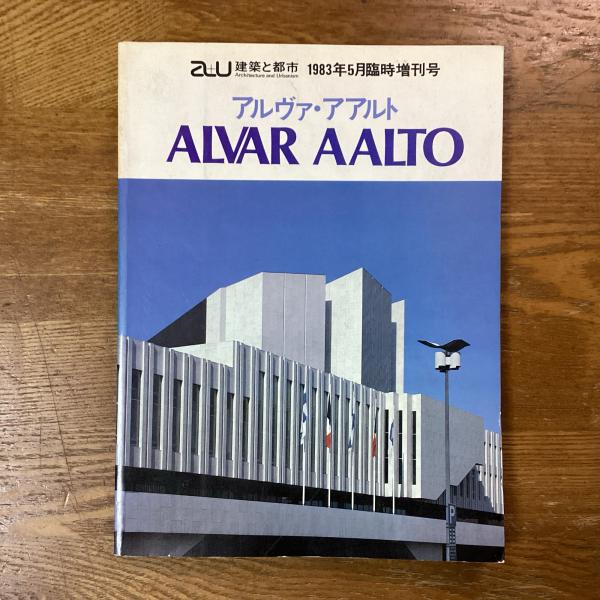 a+u 建築と都市 1983年5月臨時増刊号
Architecture and Urbanism
アルヴァ・アアルト
ALVAR AALTO
P